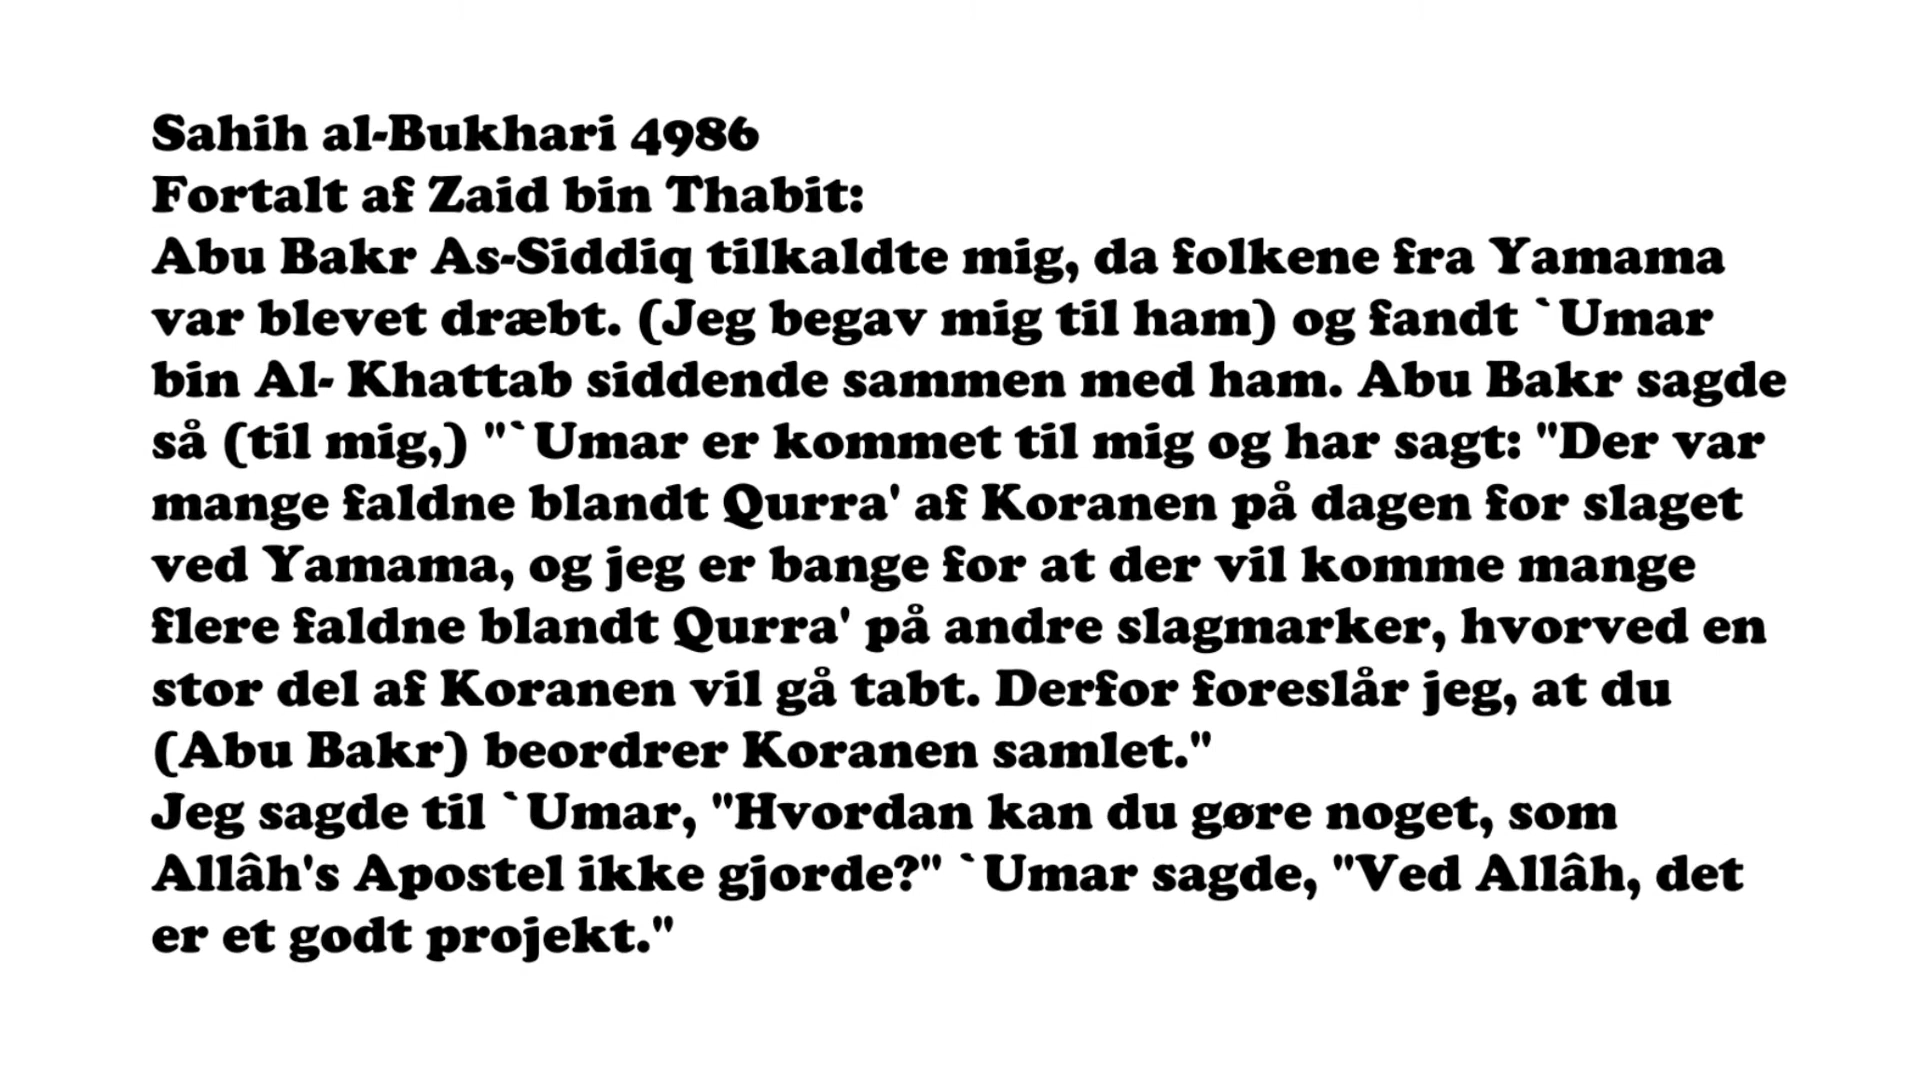 Sahih al-Bukhari 4986
Fortalt af Zaid bin Thabit:
Abu Bakr As-Siddiq tilkaldte mig, da folkene fra Yamama
var blevet dræbt. (Jeg begav mig til ham) og fandt `Umar
bin Al- Khattab siddende sammen med ham. Abu Bakr sagde
så (til mig,) "`Umar er kommet til mig og har sagt: "Der var
mange faldne blandt Qurra' af Koranen på dagen for slaget
ved Yamama, og jeg er bange for at der vil komme mange
flere faldne blandt Qurra' på andre slagmarker, hvorved en
stor del af Koranen vil gå tabt. Derfor foreslår jeg, at du
(Abu Bakr) beordrer Koranen samlet."
Jeg sagde til `Umar, "Hvordan kan du gøre noget, som
Allâh's Apostel ikke gjorde?" `Umar sagde, "Ved Allâh, det
er et godt projekt."